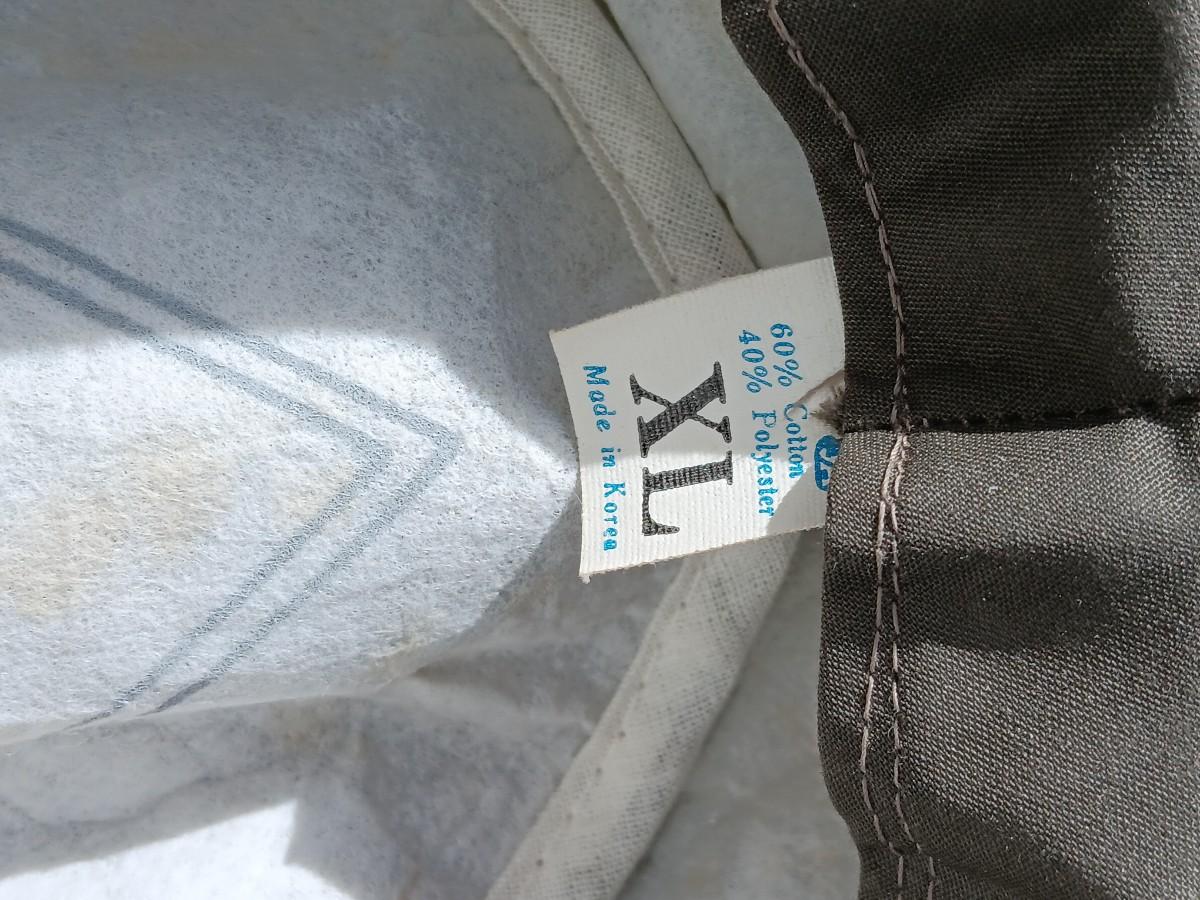 60% Cotton
40% Polyester
XL
Made in Korea